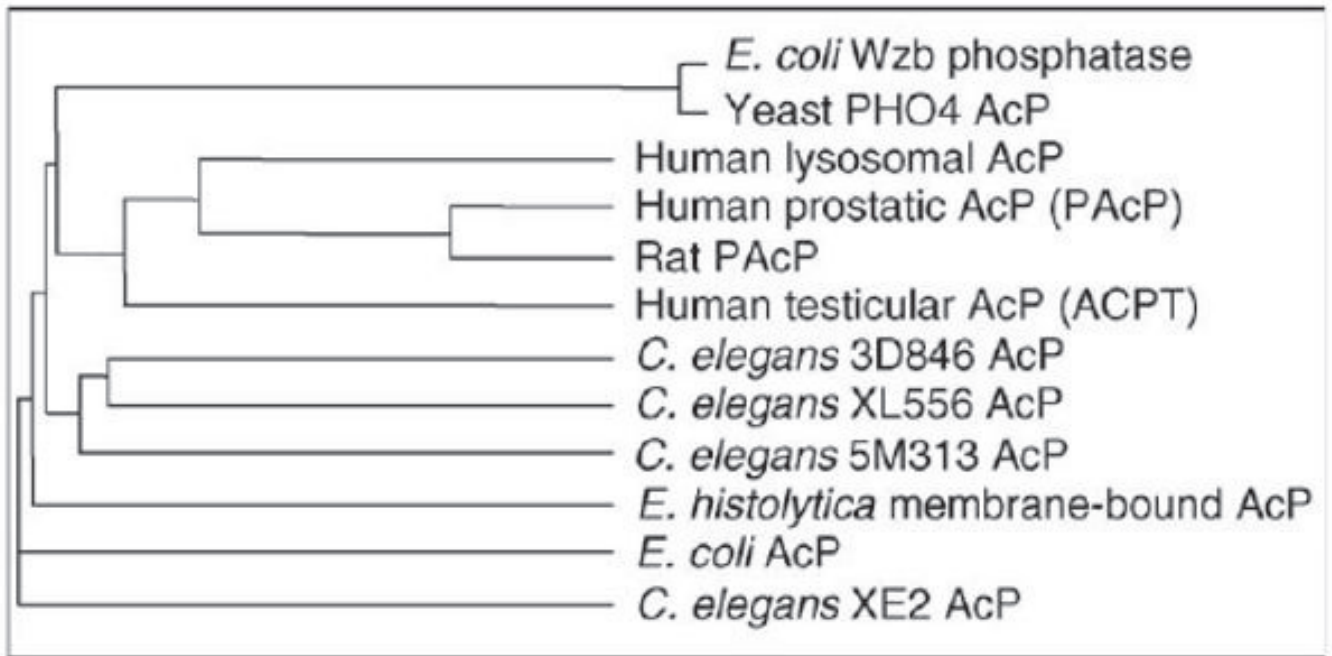 E. coli Wzb phosphatase
Yeast PHO4 AcP
Human lysosomal AcP
Human prostatic AcP (PAcP)
Rat PAcP
Human testicular AcP (ACPT)
C. elegans 3D846 AcP
C. elegans XL556 AcP
C. elegans 5M313 AcP
E. histolytica membrane-bound AcP
E. coli AcP
C. elegans XE2 AcP